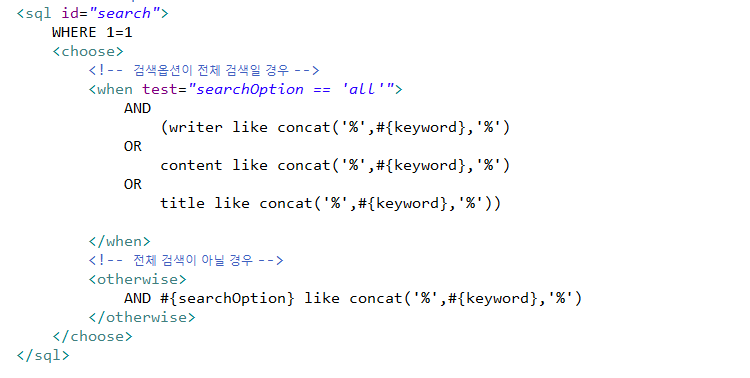 <sql id="search">
WHERE 1=1
<choose>
<!-- 검색옵션이 전체 검색일 경우 -->
<when test="searchOption == 'all'">
AND
(writer like concat('%',#{keyword},'%')
OR
content like concat('%',#{keyword},'%')
OR
title like concat('%',#{keyword},'%'))
</when>
<!-- 전체 검색이 아닐 경우 -->
<otherwise>
AND #{searchOption} like concat('%',#{keyword},'%')
</otherwise>
</choose>
</sql>